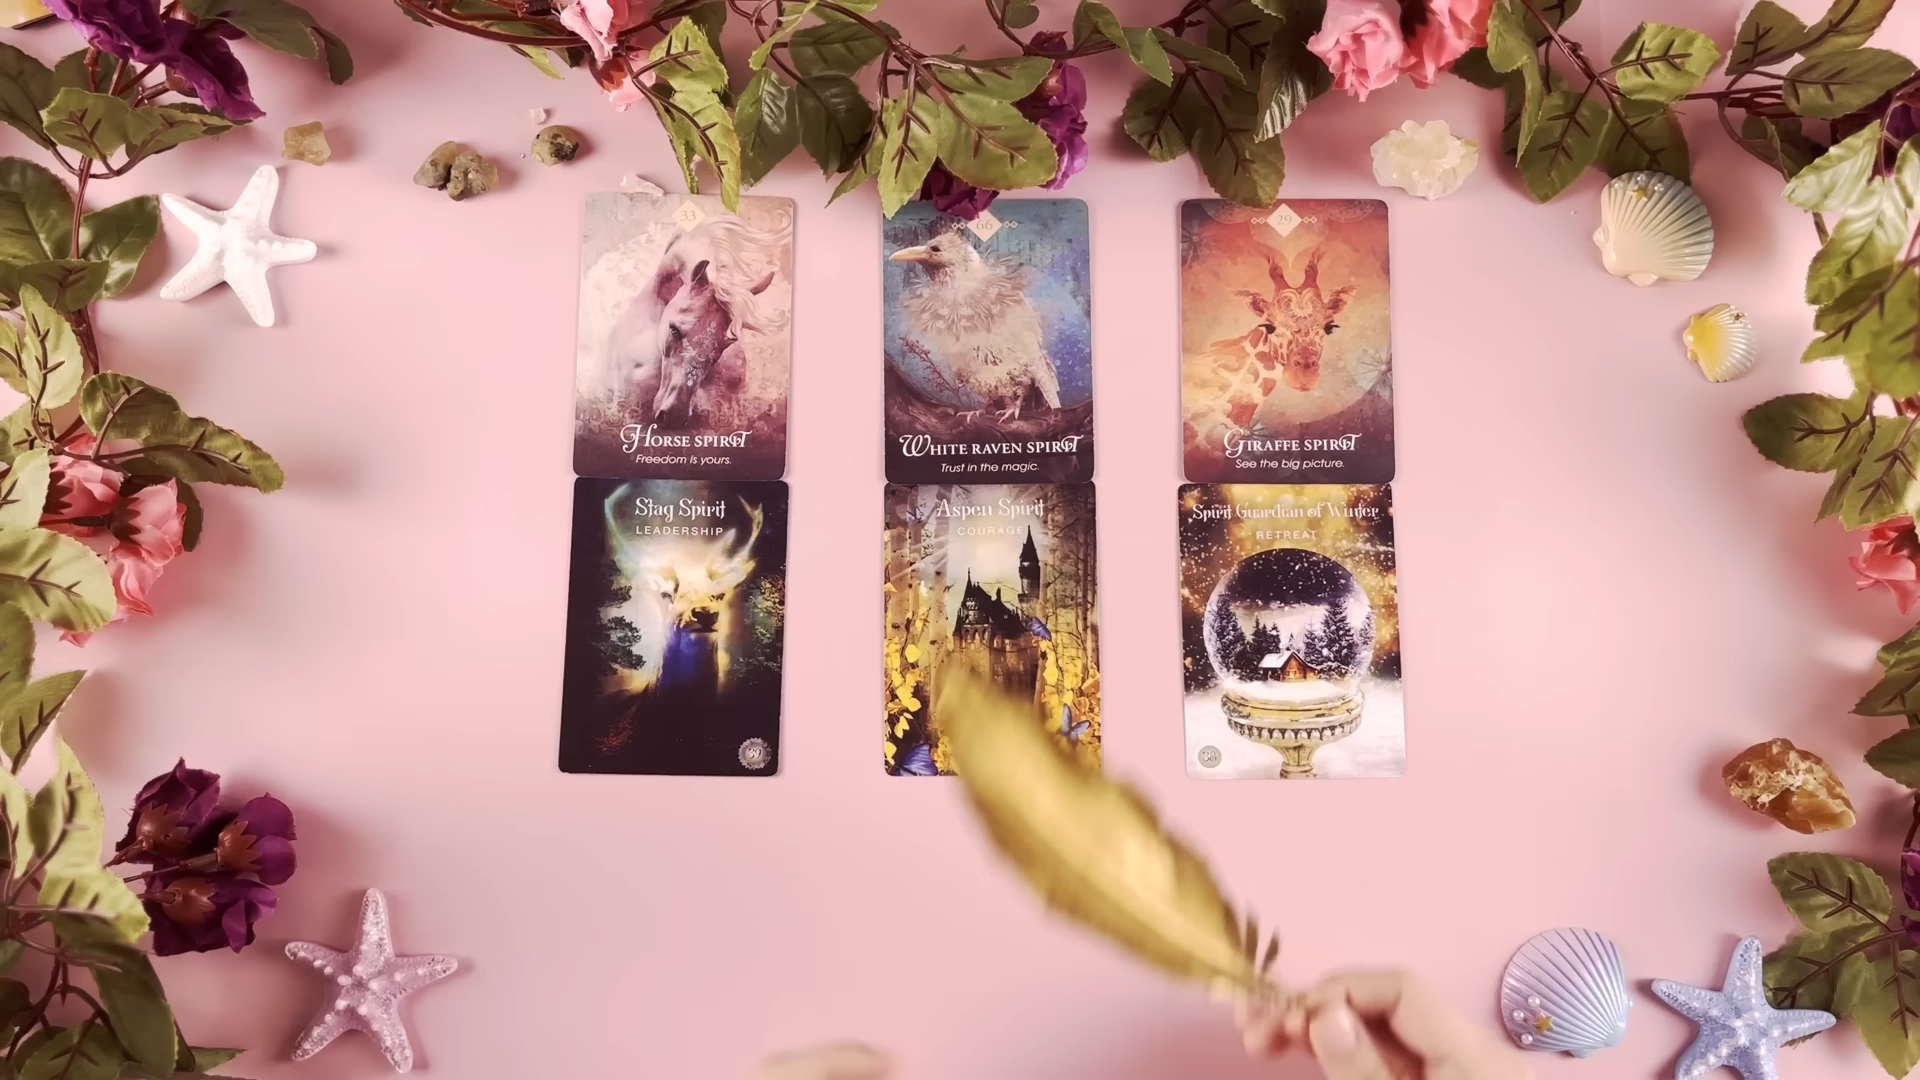 33
Horse Spirit
Freedom is yours.
66
White Raven Spirit
Trust in the magic.
29
Giraffe Spirit
See the big picture.
Stag Spirit
LEADERSHIP
39
Aspen Spirit
COURAGE
Spirit Guardian of Winter
RETREAT